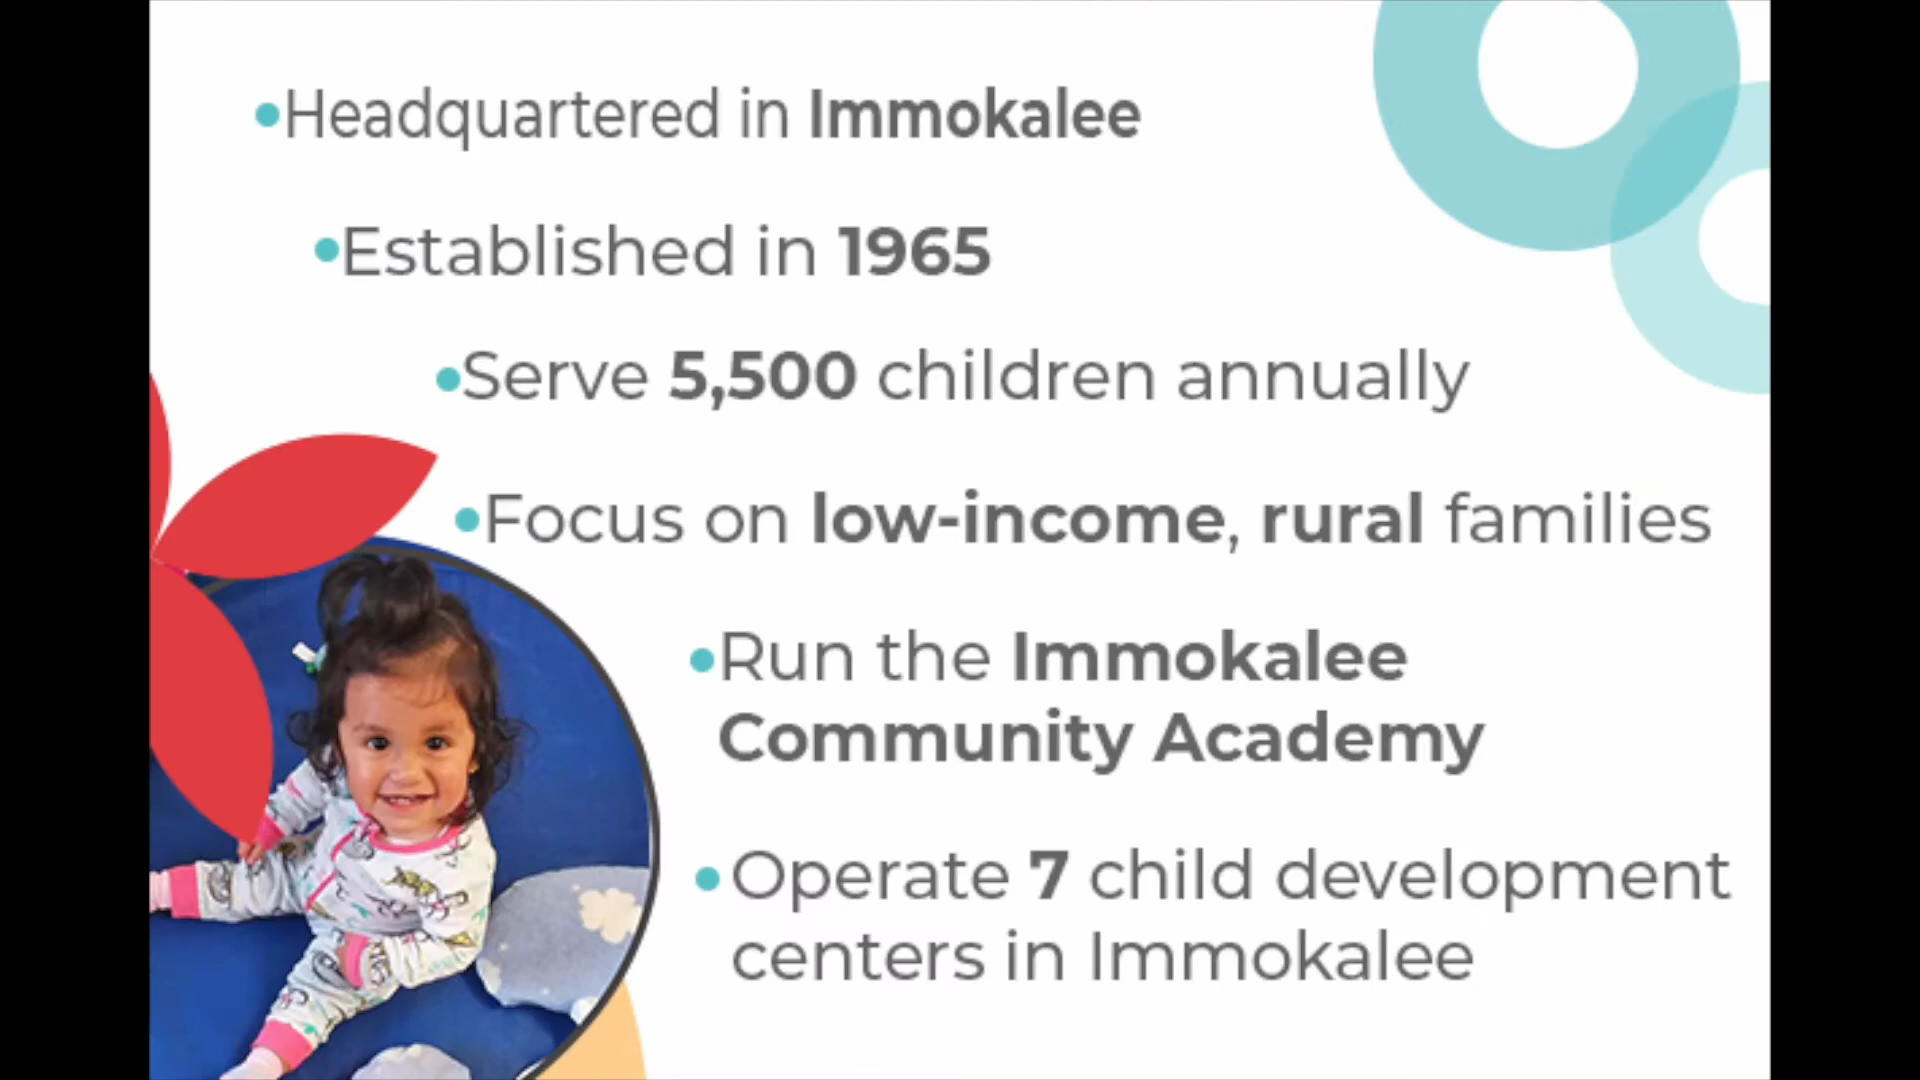 •Headquartered in Immokalee
•Established in 1965
•Serve 5,500 children annually
•Focus on low-income, rural families
•Run the Immokalee
Community Academy
•Operate 7 child development
centers in Immokalee